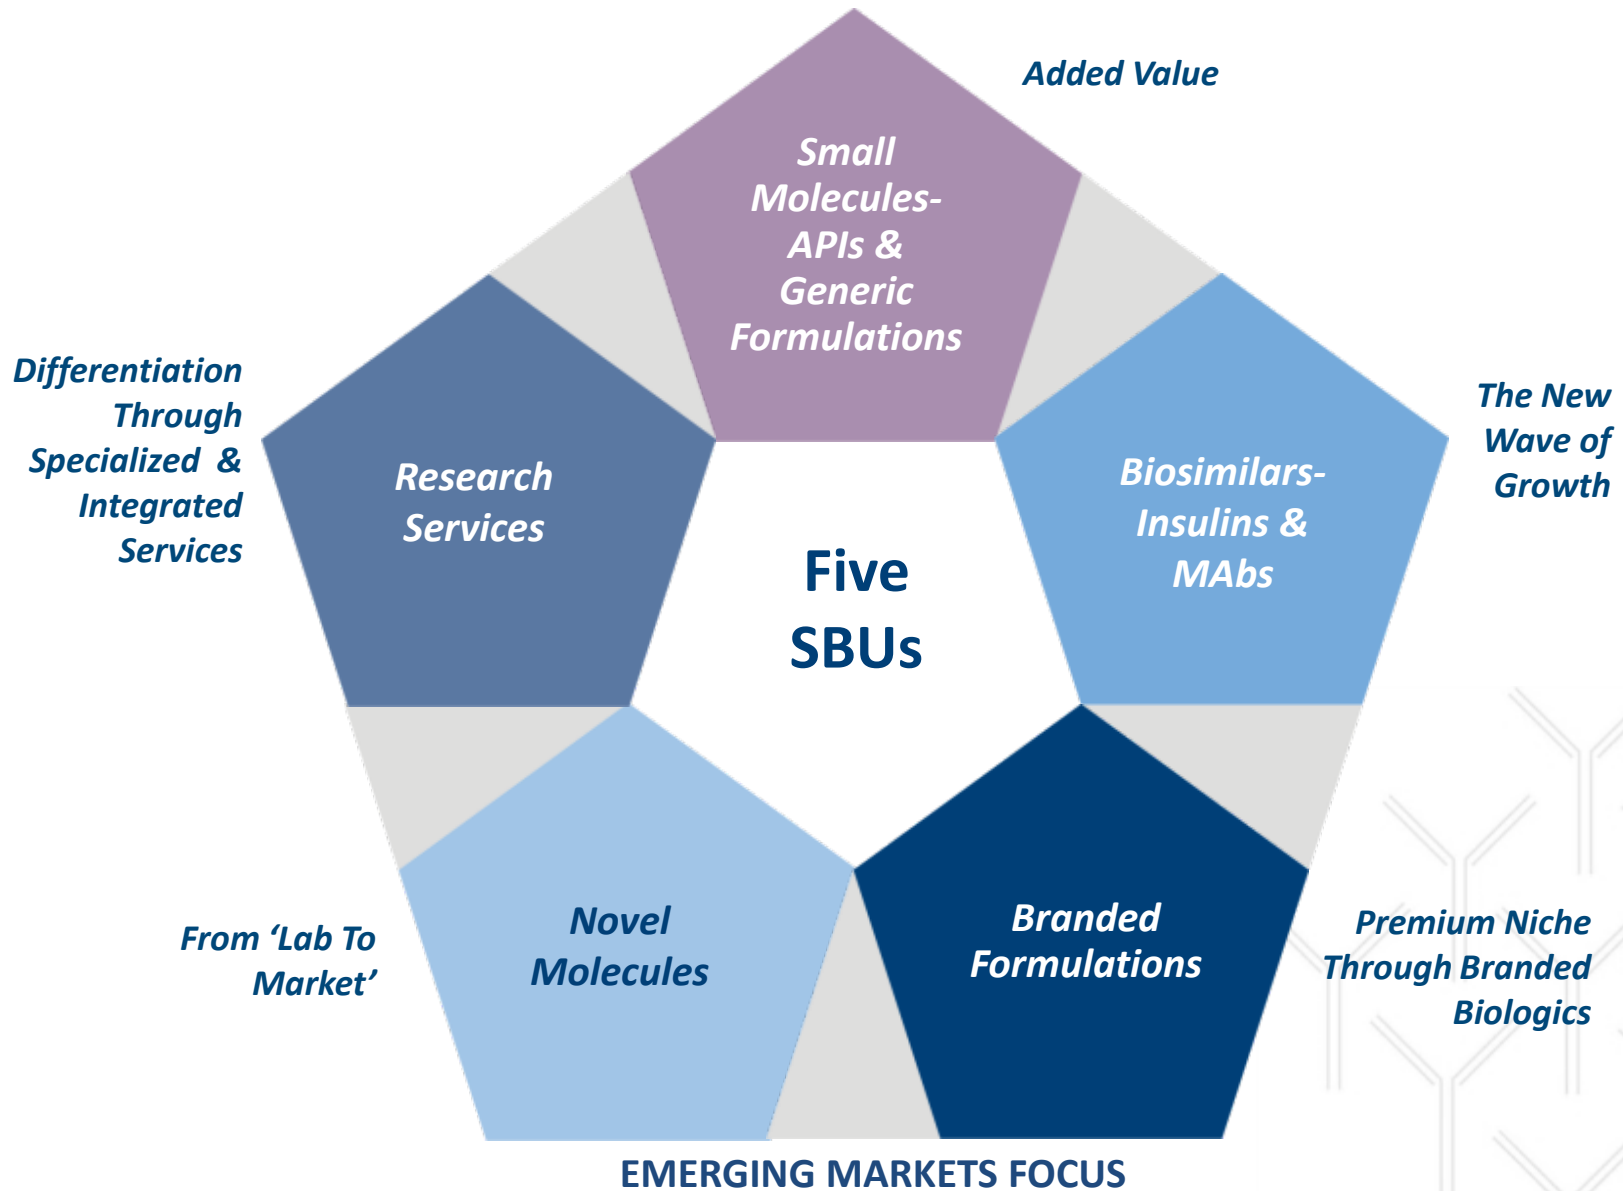 Added Value
Small
Molecules-
APIs &
Generic
Formulations
Differentiation
Through
Specialized & 
Integrated
Services
Research
Services
Five
SBUs
Biosimilars-
Insulins &
MAbs
The New
Wave of
Growth
From ‘Lab To
Market’
Novel
Molecules
Branded
Formulations
Premium Niche
Through Branded
Biologics
EMERGING MARKETS FOCUS